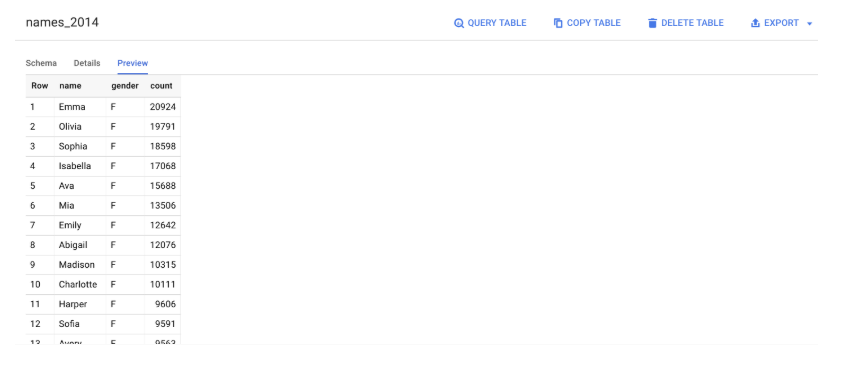 names_2014 QUERY TABLE COPY TABLE DELETE TABLE EXPORT
Schema Details Preview
Row name gender count
1 Emma F 20924
2 Olivia F 19791
3 Sophia F 18598
4 Isabella F 17068
5 Ava F 15688
6 Mia F 13506
7 Emily F 12642
8 Abigail F 12076
9 Madison F 10315
10 Charlotte F 10111
11 Harper F 9606
12 Sofia F 9591
13 Avery F 9563